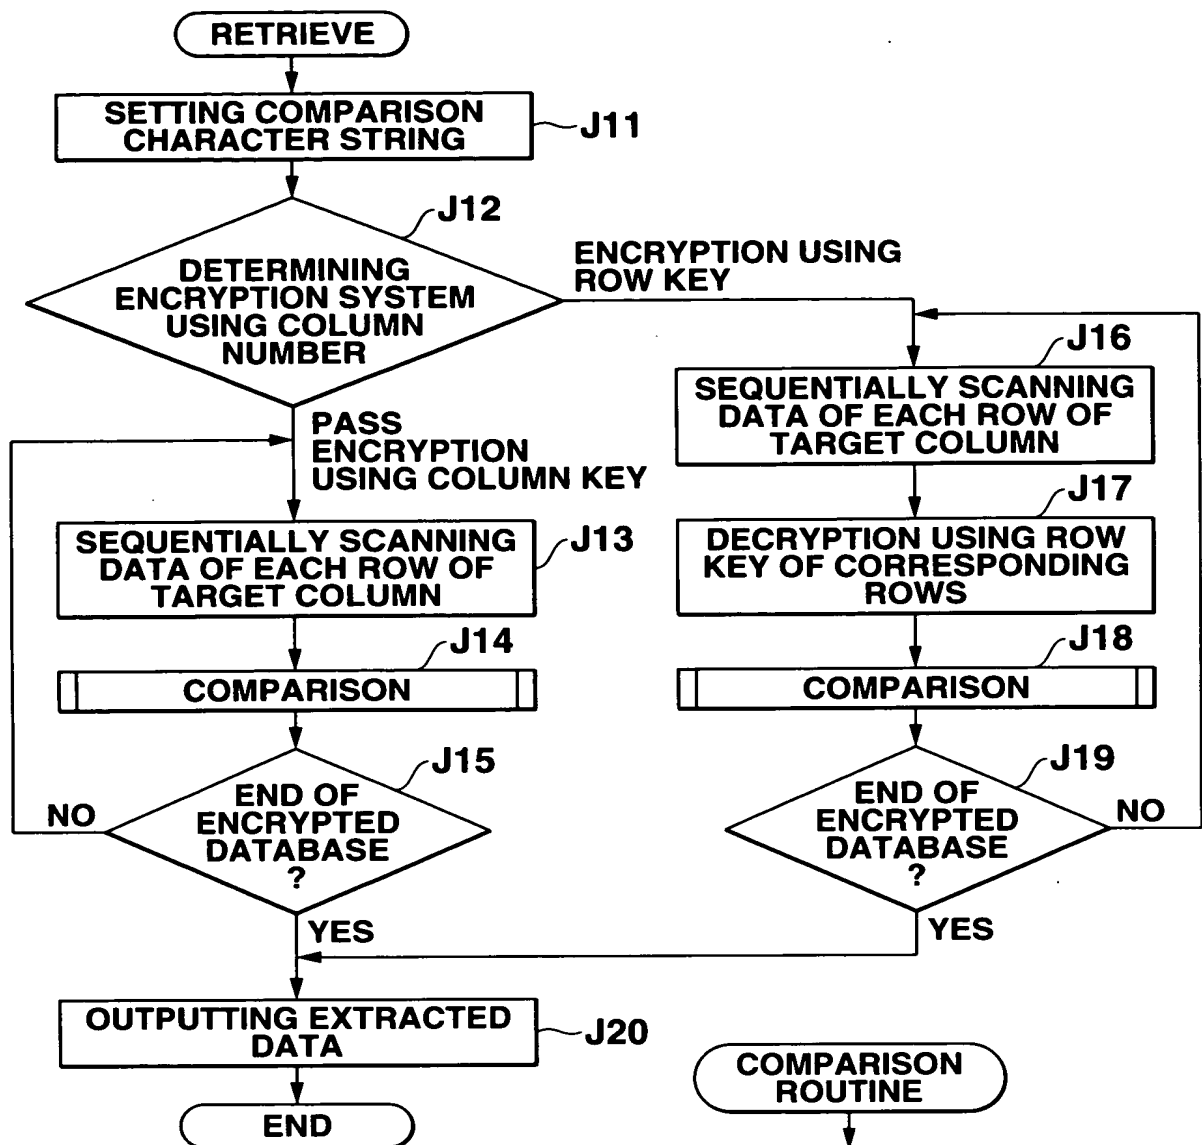 RETRIEVE
SETTING COMPARISON
CHARACTER STRING
J11
J12
DETERMINING
ENCRYPTION SYSTEM
USING COLUMN
NUMBER
ENCRYPTION USING
ROW KEY
PASS
ENCRYPTION
USING COLUMN KEY
SEQUENTIALLY SCANNING
DATA OF EACH ROW OF
TARGET COLUMN
J13
J14
COMPARISON
J15
END OF
ENCRYPTED
DATABASE
?
NO
YES
J16
SEQUENTIALLY SCANNING
DATA OF EACH ROW OF
TARGET COLUMN
J17
DECRYPTION USING ROW
KEY OF CORRESPONDING
ROWS
J18
COMPARISON
J19
END OF
ENCRYPTED
DATABASE
?
NO
YES
OUTPUTTING EXTRACTED
DATA
J20
END
COMPARISON
ROUTINE